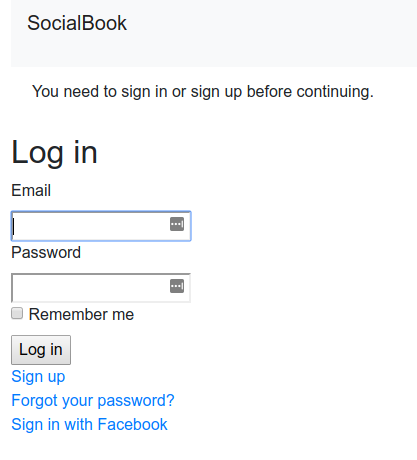 SocialBook
You need to sign in or sign up before continuing.
Log in
Email
Password
Remember me
Log in
Sign up
Forgot your password?
Sign in with Facebook